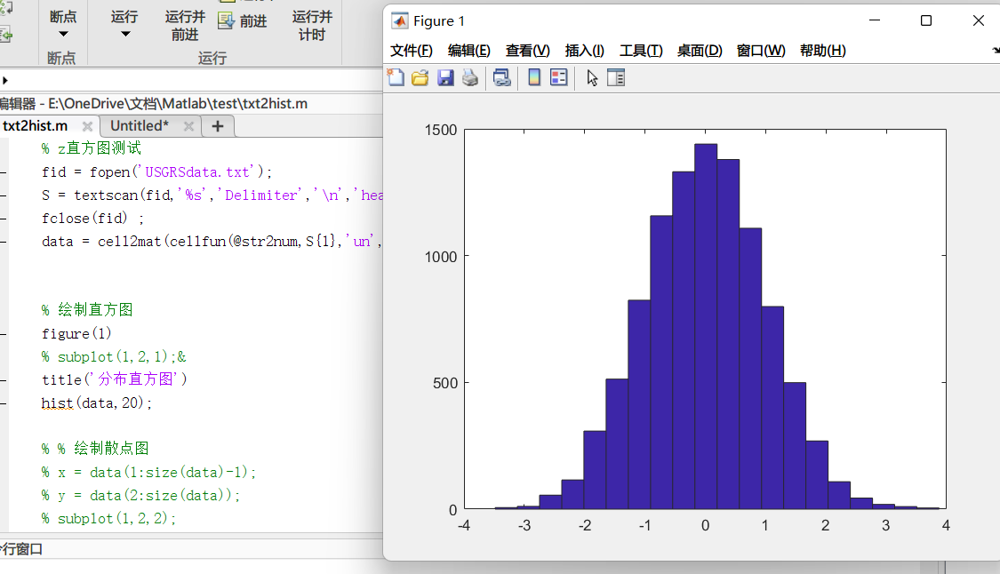 断点
运行
运行并
前进
前进
运行并
计时
断点
运行
编辑器 - E:\OneDrive\文档\Matlab\test\txt2hist.m
txt2hist.m
Untitled*
% z直方图测试
fid = fopen('USGRSdata.txt');
S = textscan(fid,'%s','Delimiter','\n','hea
fclose(fid) ;
data = cell2mat(cellfun(@str2num,S{1},'un',
% 绘制直方图
figure(1)
% subplot(1,2,1);&
title('分布直方图')
hist(data,20);
% % 绘制散点图
% x = data(1:size(data)-1);
% y = data(2:size(data));
% subplot(1,2,2);
行窗口
Figure 1
文件(F) 编辑(E) 查看(V) 插入(I) 工具(T) 桌面(D) 窗口(W) 帮助(H)
1500
1000
500
0
-4 -3 -2 -1 0 1 2 3 4